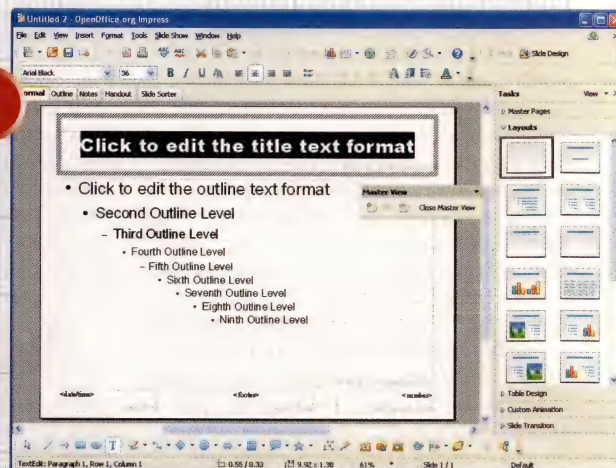 Untitled 2 - OpenOffice.org Impress
File Edit View Insert Format Tools Slide Show Window Help
Slide Design
Arial Black 36 B I U A
Normal Outline Notes Handout Slide Sorter
Tasks View
Master Pages
Layouts
Click to edit the title text format
• Click to edit the outline text format
Master View
Close Master View
• Second Outline Level
– Third Outline Level
• Fourth Outline Level
– Fifth Outline Level
• Sixth Outline Level
• Seventh Outline Level
• Eighth Outline Level
• Ninth Outline Level
<date/time> <footer> <number>
Table Design
Custom Animation
Slide Transition
TextEdit: Paragraph 1, Row 1, Column 1 0.55 / 0.33 9.92 x 1.38 61% * Slide 1 / 1 Default